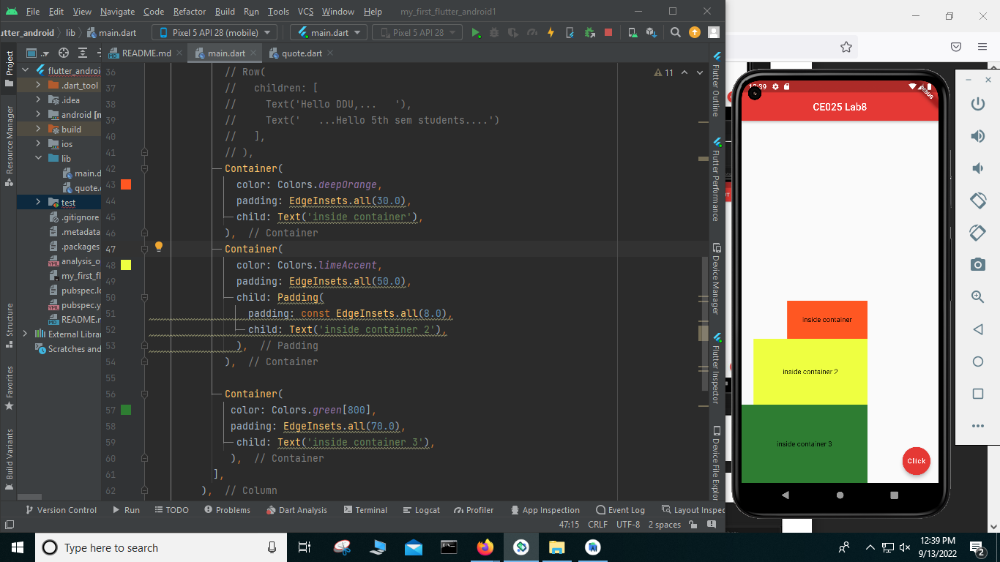 File Edit View Navigate Code Refactor Build Run Tools VCS Window Help my_first_flutter_android1
utter_android lib main.dart Pixel 5 API 28 (mobile) main.dart Pixel 5 API 28
Project .. README.md main.dart quote.dart
flutter_androi
.dart_tool
.idea
android [m
build
ios
lib
main.d
quote.
test
.gitignore
.metadata
.packages
analysis_o
my_first_fl
pubspec.lo
pubspec.y
README.m
External Librar
Scratches and
Resource Manager
Structure
Favorites
Build Variants
11
36 // Row(
37 // children: [
38 // Text('Hello DDU,... '),
39 // Text(' ...Hello 5th sem students....')
40 // ],
41 // ),
42 Container(
43 color: Colors.deepOrange,
44 padding: EdgeInsets.all(30.0),
45 child: Text('inside container'),
46 ), // Container
47 Container(
48 color: Colors.limeAccent,
49 padding: EdgeInsets.all(50.0),
50 child: Padding(
51 padding: const EdgeInsets.all(8.0),
52 child: Text('inside container 2'),
53 ), // Padding
54 ), // Container
55
56 Container(
57 color: Colors.green[800],
58 padding: EdgeInsets.all(70.0),
59 child: Text('inside container 3'),
60 ), // Container
61 ],
62 ), // Column
Flutter Outline
Flutter Performance
Device Manager
Flutter Inspector
Device File Explor
Version Control Run TODO Problems Dart Analysis Terminal Logcat Profiler App Inspection Event Log Layout Inspec
47:15 CRLF UTF-8 2 spaces
12:39
DEBUG
CE025 Lab8
inside container
inside container 2
inside container 3
Click
Type here to search
12:39 PM
9/13/2022
2